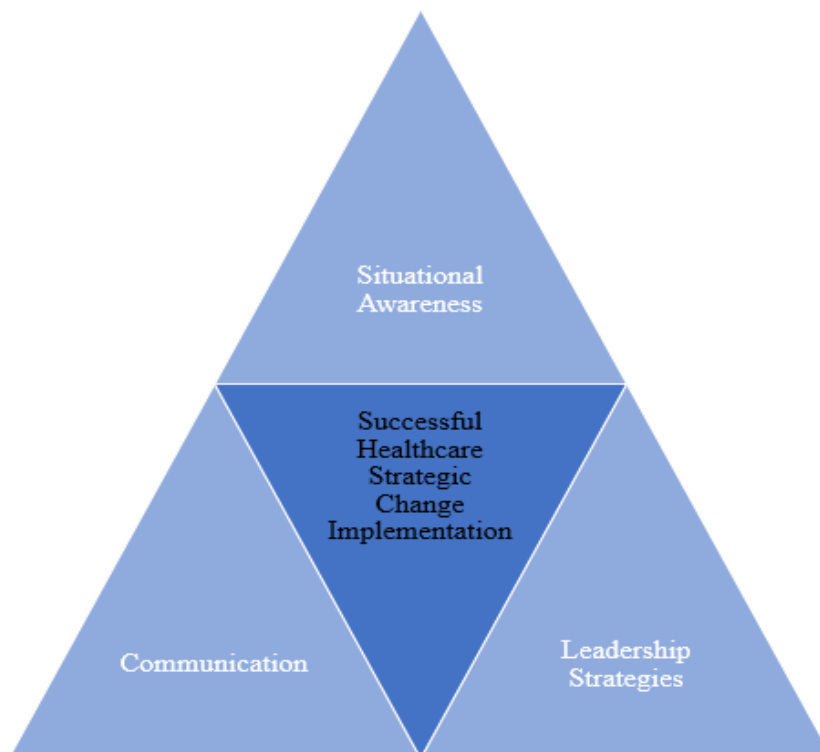 Situational
Awareness
Successful
Healthcare
Strategic
Change
Implementation
Communication
Leadership
Strategies